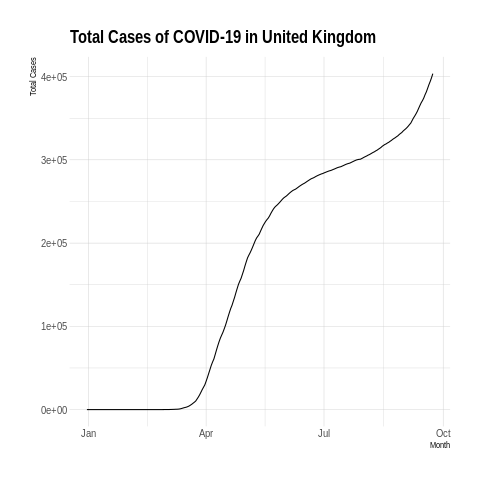 Total Cases of COVID-19 in United Kingdom
Total Cases
4e+05
3e+05
2e+05
1e+05
0e+00
Jan Apr Jul Oct
Month